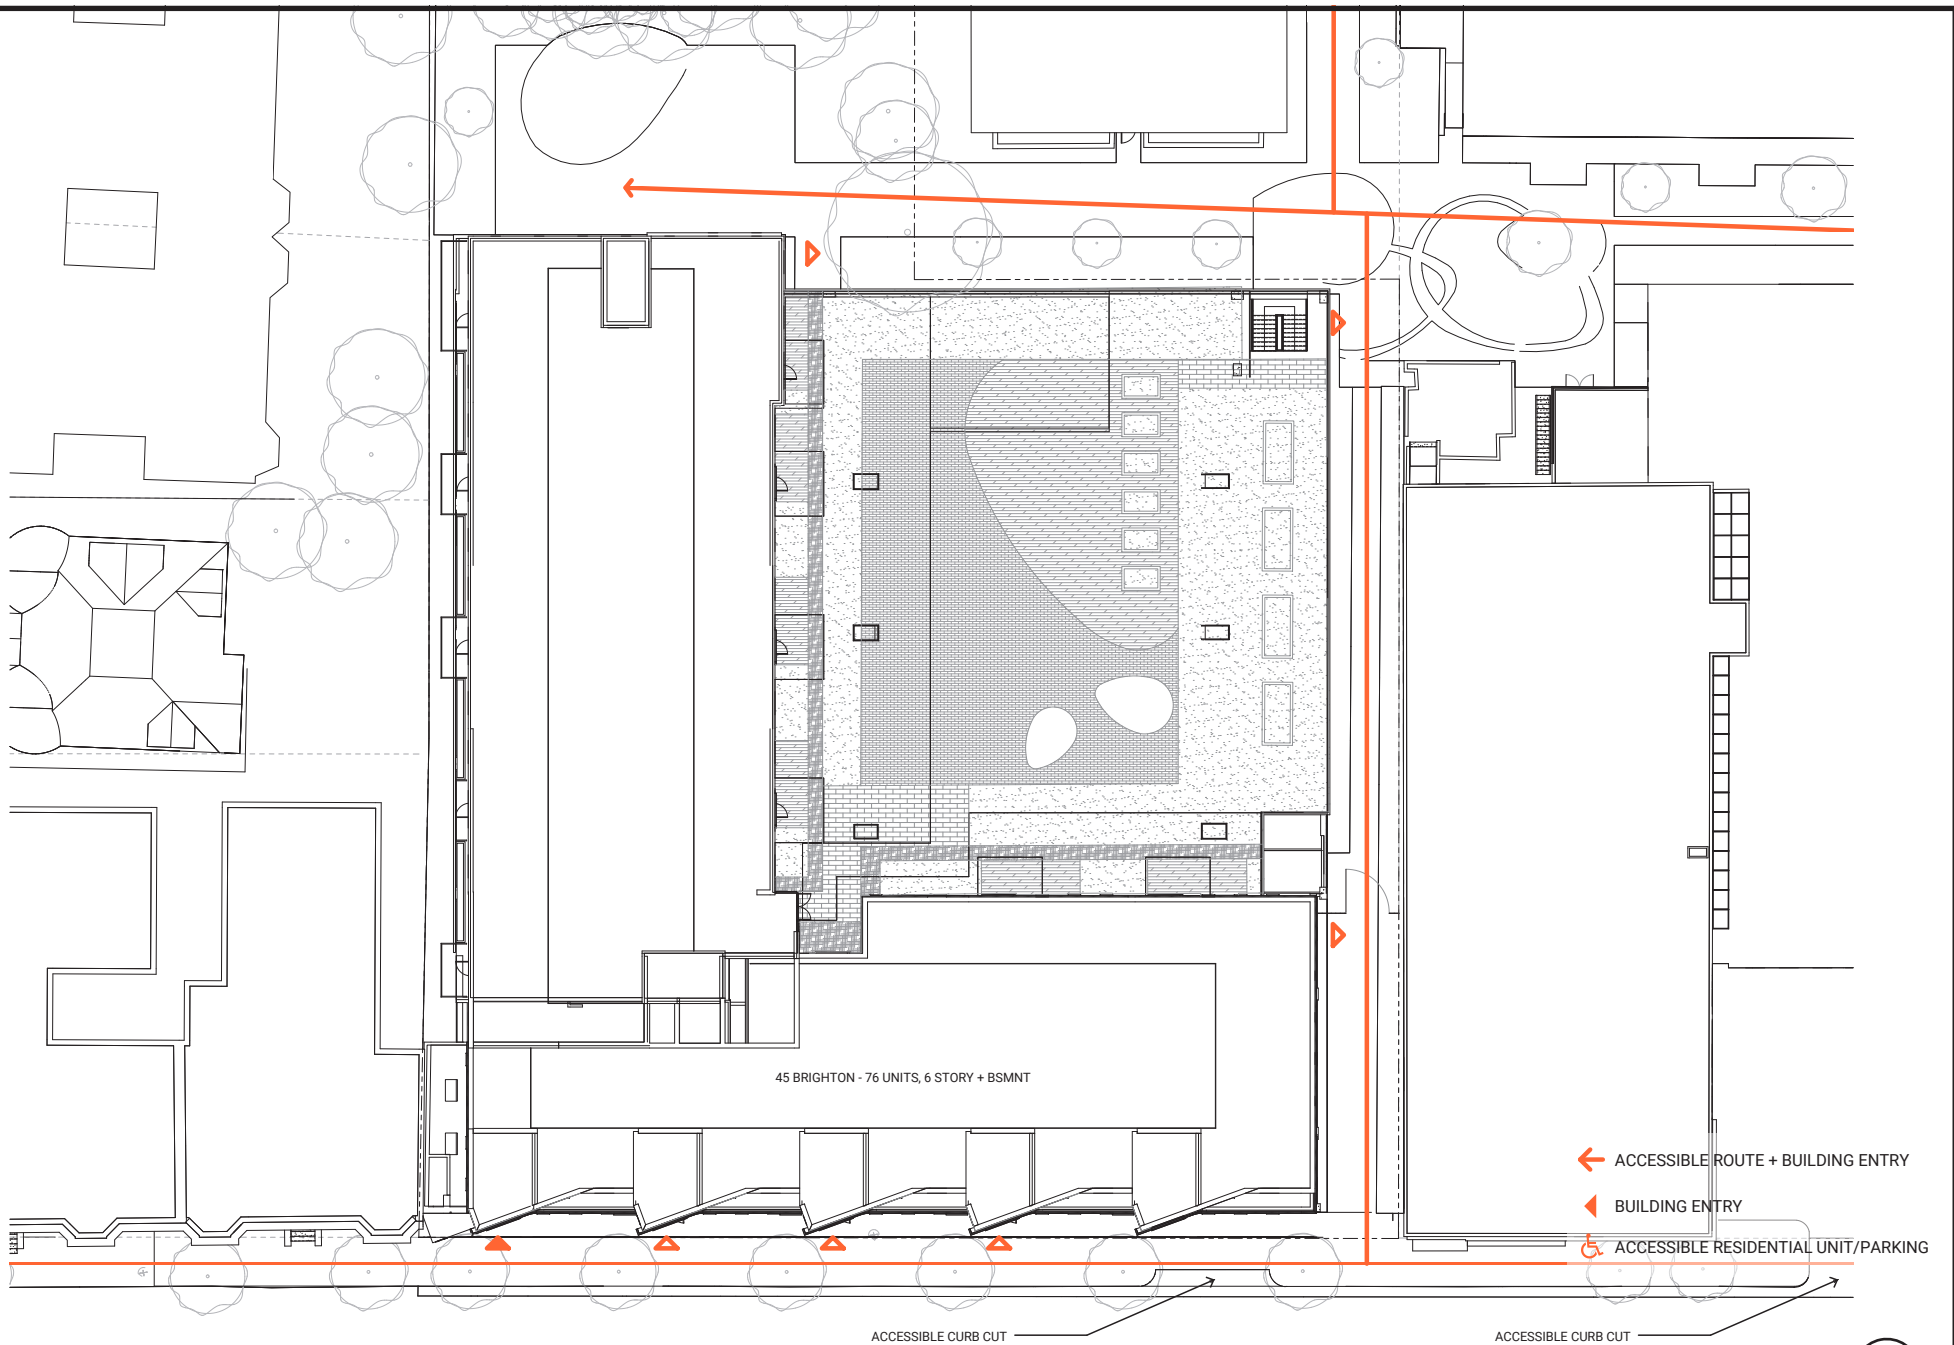 45 BRIGHTON - 76 UNITS, 6 STORY + BSMNT
ACCESSIBLE ROUTE + BUILDING ENTRY
BUILDING ENTRY
ACCESSIBLE RESIDENTIAL UNIT/PARKING
ACCESSIBLE CURB CUT
ACCESSIBLE CURB CUT